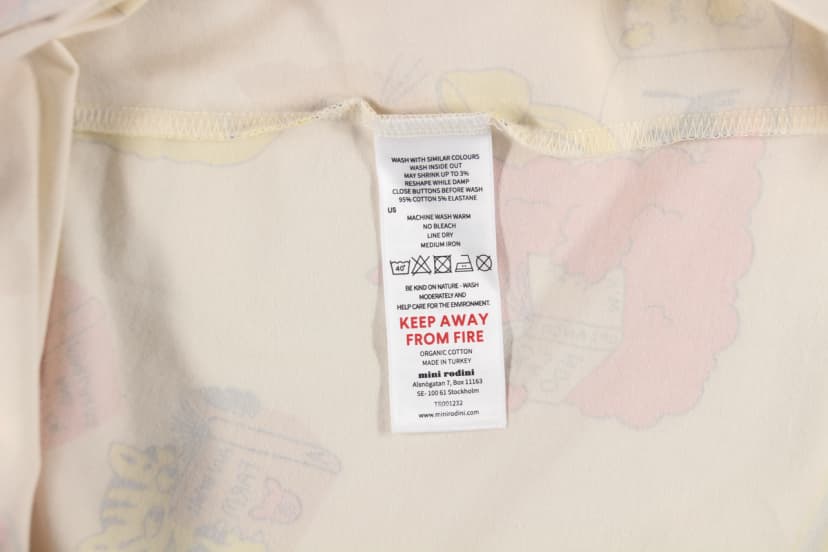 WASH WITH SIMILAR COLOURS
WASH INSIDE OUT
MAY SHRINK UP TO 3%
RESHAPE WHILE DAMP
CLOSE BUTTONS BEFORE WASH
95% COTTON 5% ELASTANE
US
MACHINE WASH WARM
NO BLEACH
LINE DRY
MEDIUM IRON
40°
BE KIND ON NATURE - WASH
MODERATELY AND
HELP CARE FOR THE ENVIRONMENT.
KEEP AWAY
FROM FIRE
ORGANIC COTTON
MADE IN TURKEY
mini rodini
Alsnögatan 7, Box 11163
SE- 100 61 Stockholm
TS001232
www.minirodini.com